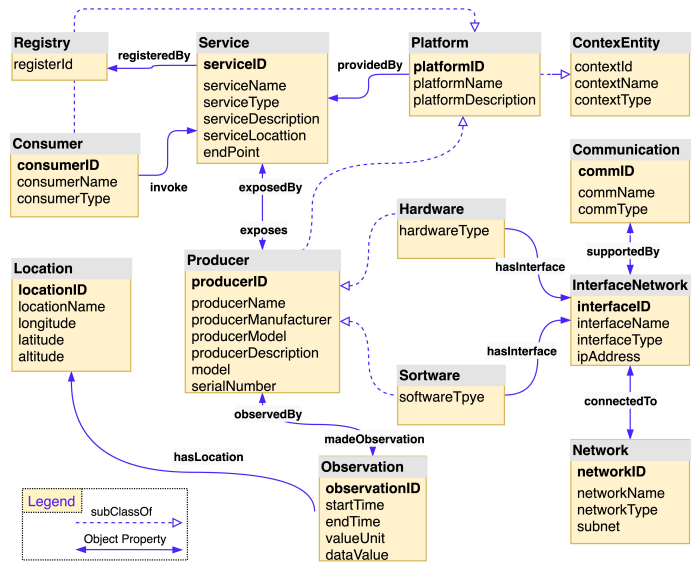 Registry
registerId
registeredBy
Service
serviceID
serviceName
serviceType
serviceDescription
serviceLocattion
endPoint
providedBy
Platform
platformID
platformName
platformDescription
ContexEntity
contextId
contextName
contextType
Consumer
consumerID
consumerName
consumerType
invoke
exposedBy
exposes
Communication
commID
commName
commType
supportedBy
Hardware
hardwareType
hasInterface
Location
locationID
locationName
longitude
latitude
altitude
Producer
producerID
producerName
producerManufacturer
producerModel
producerDescription
model
serialNumber
InterfaceNetwork
interfaceID
interfaceName
interfaceType
ipAddress
hasInterface
Sortware
softwareTpye
connectedTo
observedBy
madeObservation
hasLocation
Observation
observationID
startTime
endTime
valueUnit
dataValue
Network
networkID
networkName
networkType
subnet
Legend
subClassOf
Object Property